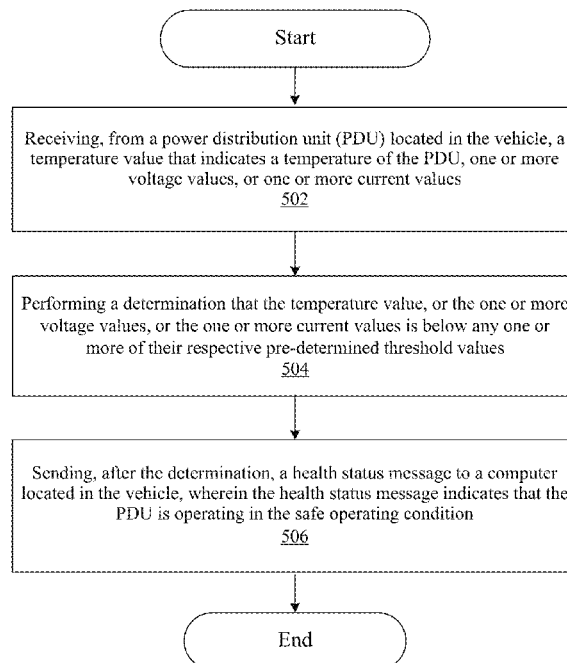 Start
Receiving, from a power distribution unit (PDU) located in the vehicle, a
temperature value that indicates a temperature of the PDU, one or more
voltage values, or one or more current values
502
Performing a determination that the temperature value, or the one or more
voltage values, or the one or more current values is below any one or
more of their respective pre-determined threshold values
504
Sending, after the determination, a health status message to a computer
located in the vehicle, wherein the health status message indicates that the
PDU is operating in the safe operating condition
506
End